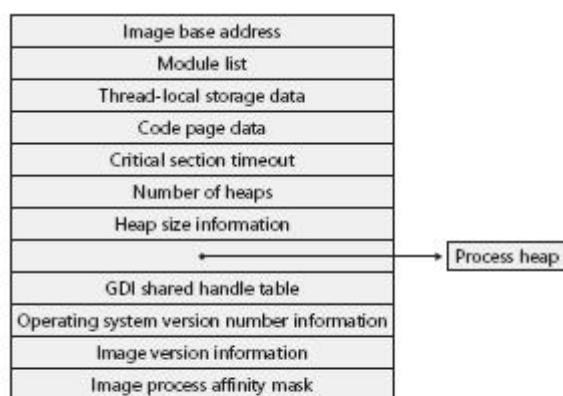 Image base address
Module list
Thread-local storage data
Code page data
Critical section timeout
Number of heaps
Heap size information
Process heap
GDI shared handle table
Operating system version number information
Image version information
Image process affinity mask